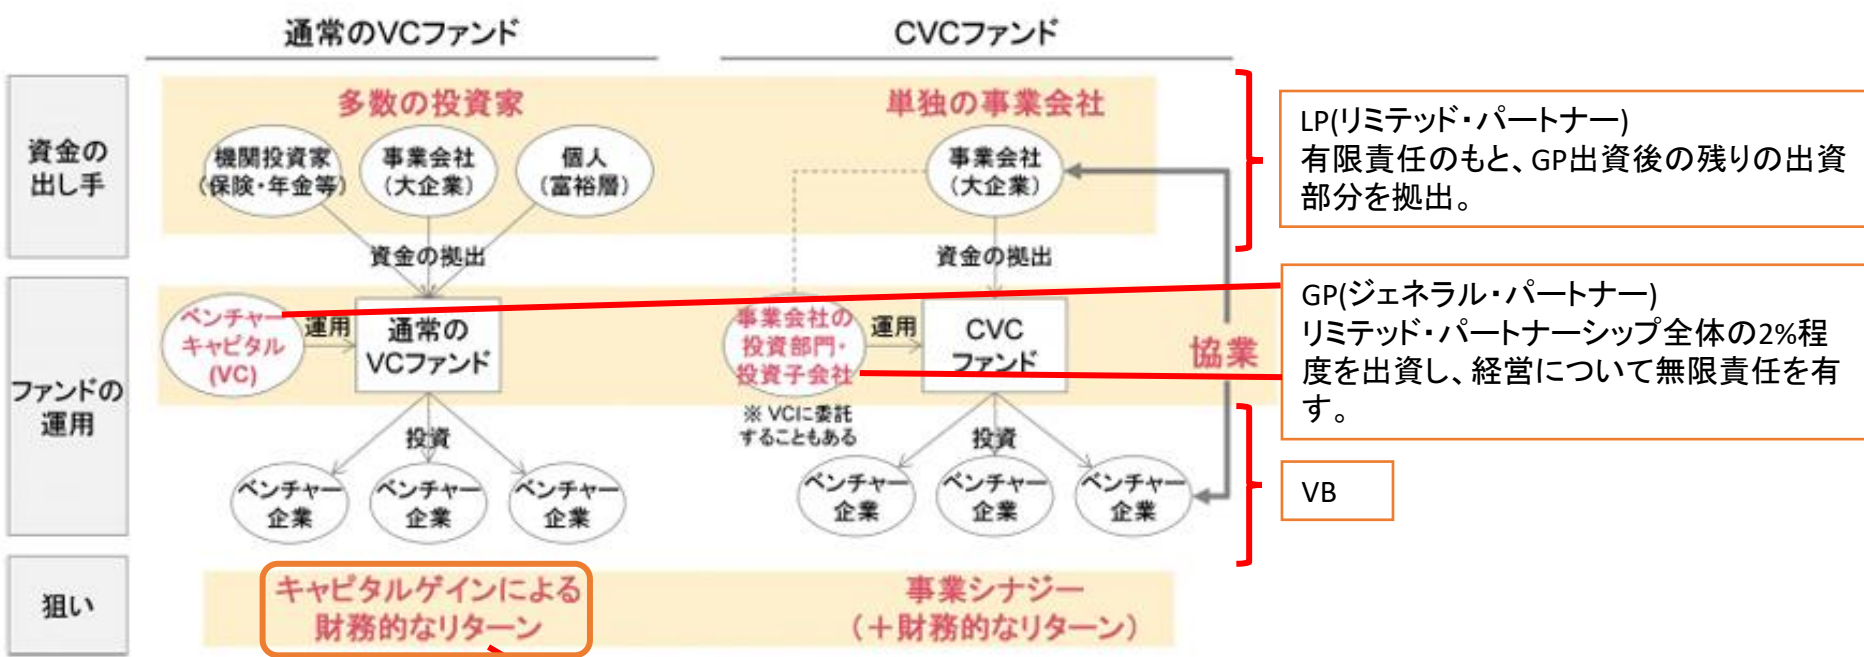 通常のVCファンド
CVCファンド
資金の
出し手
多数の投資家
機関投資家
(保険・年金等)
事業会社
(大企業)
個人
(富裕層)
資金の拠出
単独の事業会社
事業会社
(大企業)
資金の拠出
LP(リミテッド・パートナー)
有限責任のもと、GP出資後の残りの出資
部分を拠出。
ファンドの
運用
ベンチャー
キャピタル
(VC)
運用
通常の
VCファンド
投資
ベンチャー
企業
ベンチャー
企業
ベンチャー
企業
事業会社の
投資部門・
投資子会社
※ VCに委託
することもある
運用
CVC
ファンド
投資
ベンチャー
企業
ベンチャー
企業
ベンチャー
企業
協業
GP(ジェネラル・パートナー)
リミテッド・パートナーシップ全体の2%程
度を出資し、経営について無限責任を有
す。
VB
狙い
キャピタルゲインによる
財務的なリターン
事業シナジー
(+財務的なリターン)